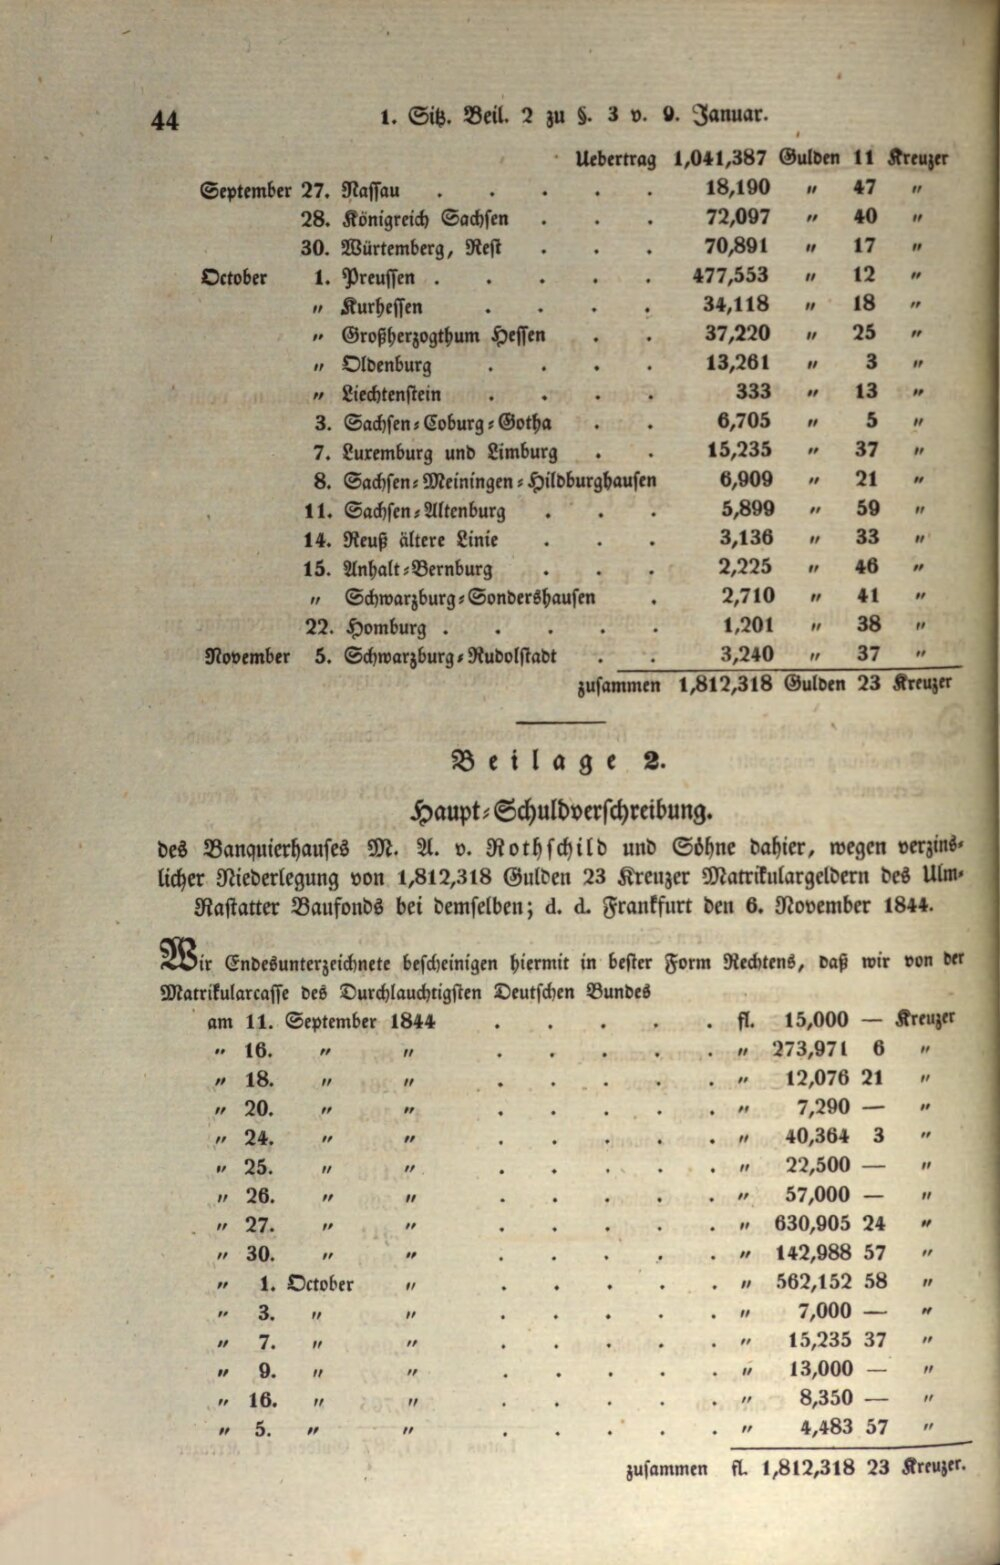 44 1. Sitz. Beil. 2 zu §. 3 v. 9. Januar.
Uebertrag 1,041,387 Gulden 11 Kreuzer
September 27. Nassau . . . . . 18,190 „ 47 „
28. Königreich Sachsen . . . 72,097 „ 40 „
30. Würtemberg, Rest . . . 70,891 „ 17 „
October 1. Preussen . . . . . 477,553 „ 12 „
„ Kurhessen . . . . 34,118 „ 18 „
„ Großherzogthum Hessen . . 37,220 „ 25 „
„ Oldenburg . . . . 13,261 „ 3 „
„ Liechtenstein . . . . 333 „ 13 „
3. Sachsen-Coburg-Gotha . . 6,705 „ 5 „
7. Luxemburg und Limburg . . 15,235 „ 37 „
8. Sachsen-Meiningen-Hildburghausen 6,909 „ 21 „
11. Sachsen-Altenburg . . . 5,899 „ 59 „
14. Reuß ältere Linie . . . 3,136 „ 33 „
15. Anhalt-Bernburg . . . 2,225 „ 46 „
„ Schwarzburg-Sondershausen . 2,710 „ 41 „
22. Homburg . . . . . 1,201 „ 38 „
November 5. Schwarzburg-Rudolstadt . . 3,240 „ 37 „
zusammen 1,812,318 Gulden 23 Kreuzer
Beilage 2.
Haupt-Schuldverschreibung.
des Banquierhauses M. A. v. Rothschild und Söhne dahier, wegen verzins-
licher Niederlegung von 1,812,318 Gulden 23 Kreuzer Matrikulargeldern des Ulm-
Rastatter Baufonds bei demselben; d. d. Frankfurt den 6. November 1844.
Wir Endesunterzeichnete bescheinigen hiermit in bester Form Rechtens, daß wir von der
Matrikularcasse des Durchlauchtigsten Deutschen Bundes
am 11. September 1844 . . . . . fl. 15,000 — Kreuzer
„ 16. „ „ . . . . . „ 273,971 6 „
„ 18. „ „ . . . . . „ 12,076 21 „
„ 20. „ „ . . . . . „ 7,290 — „
„ 24. „ „ . . . . . „ 40,364 3 „
„ 25. „ „ . . . . . „ 22,500 — „
„ 26. „ „ . . . . . „ 57,000 — „
„ 27. „ „ . . . . . „ 630,905 24 „
„ 30. „ „ . . . . . „ 142,988 57 „
„ 1. October „ . . . . . „ 562,152 58 „
„ 3. „ „ . . . . . „ 7,000 — „
„ 7. „ „ . . . . . „ 15,235 37 „
„ 9. „ „ . . . . . „ 13,000 — „
„ 16. „ „ . . . . . „ 8,350 — „
„ 5. „ „ . . . . . „ 4,483 57 „
zusammen fl. 1,812,318 23 Kreuzer.